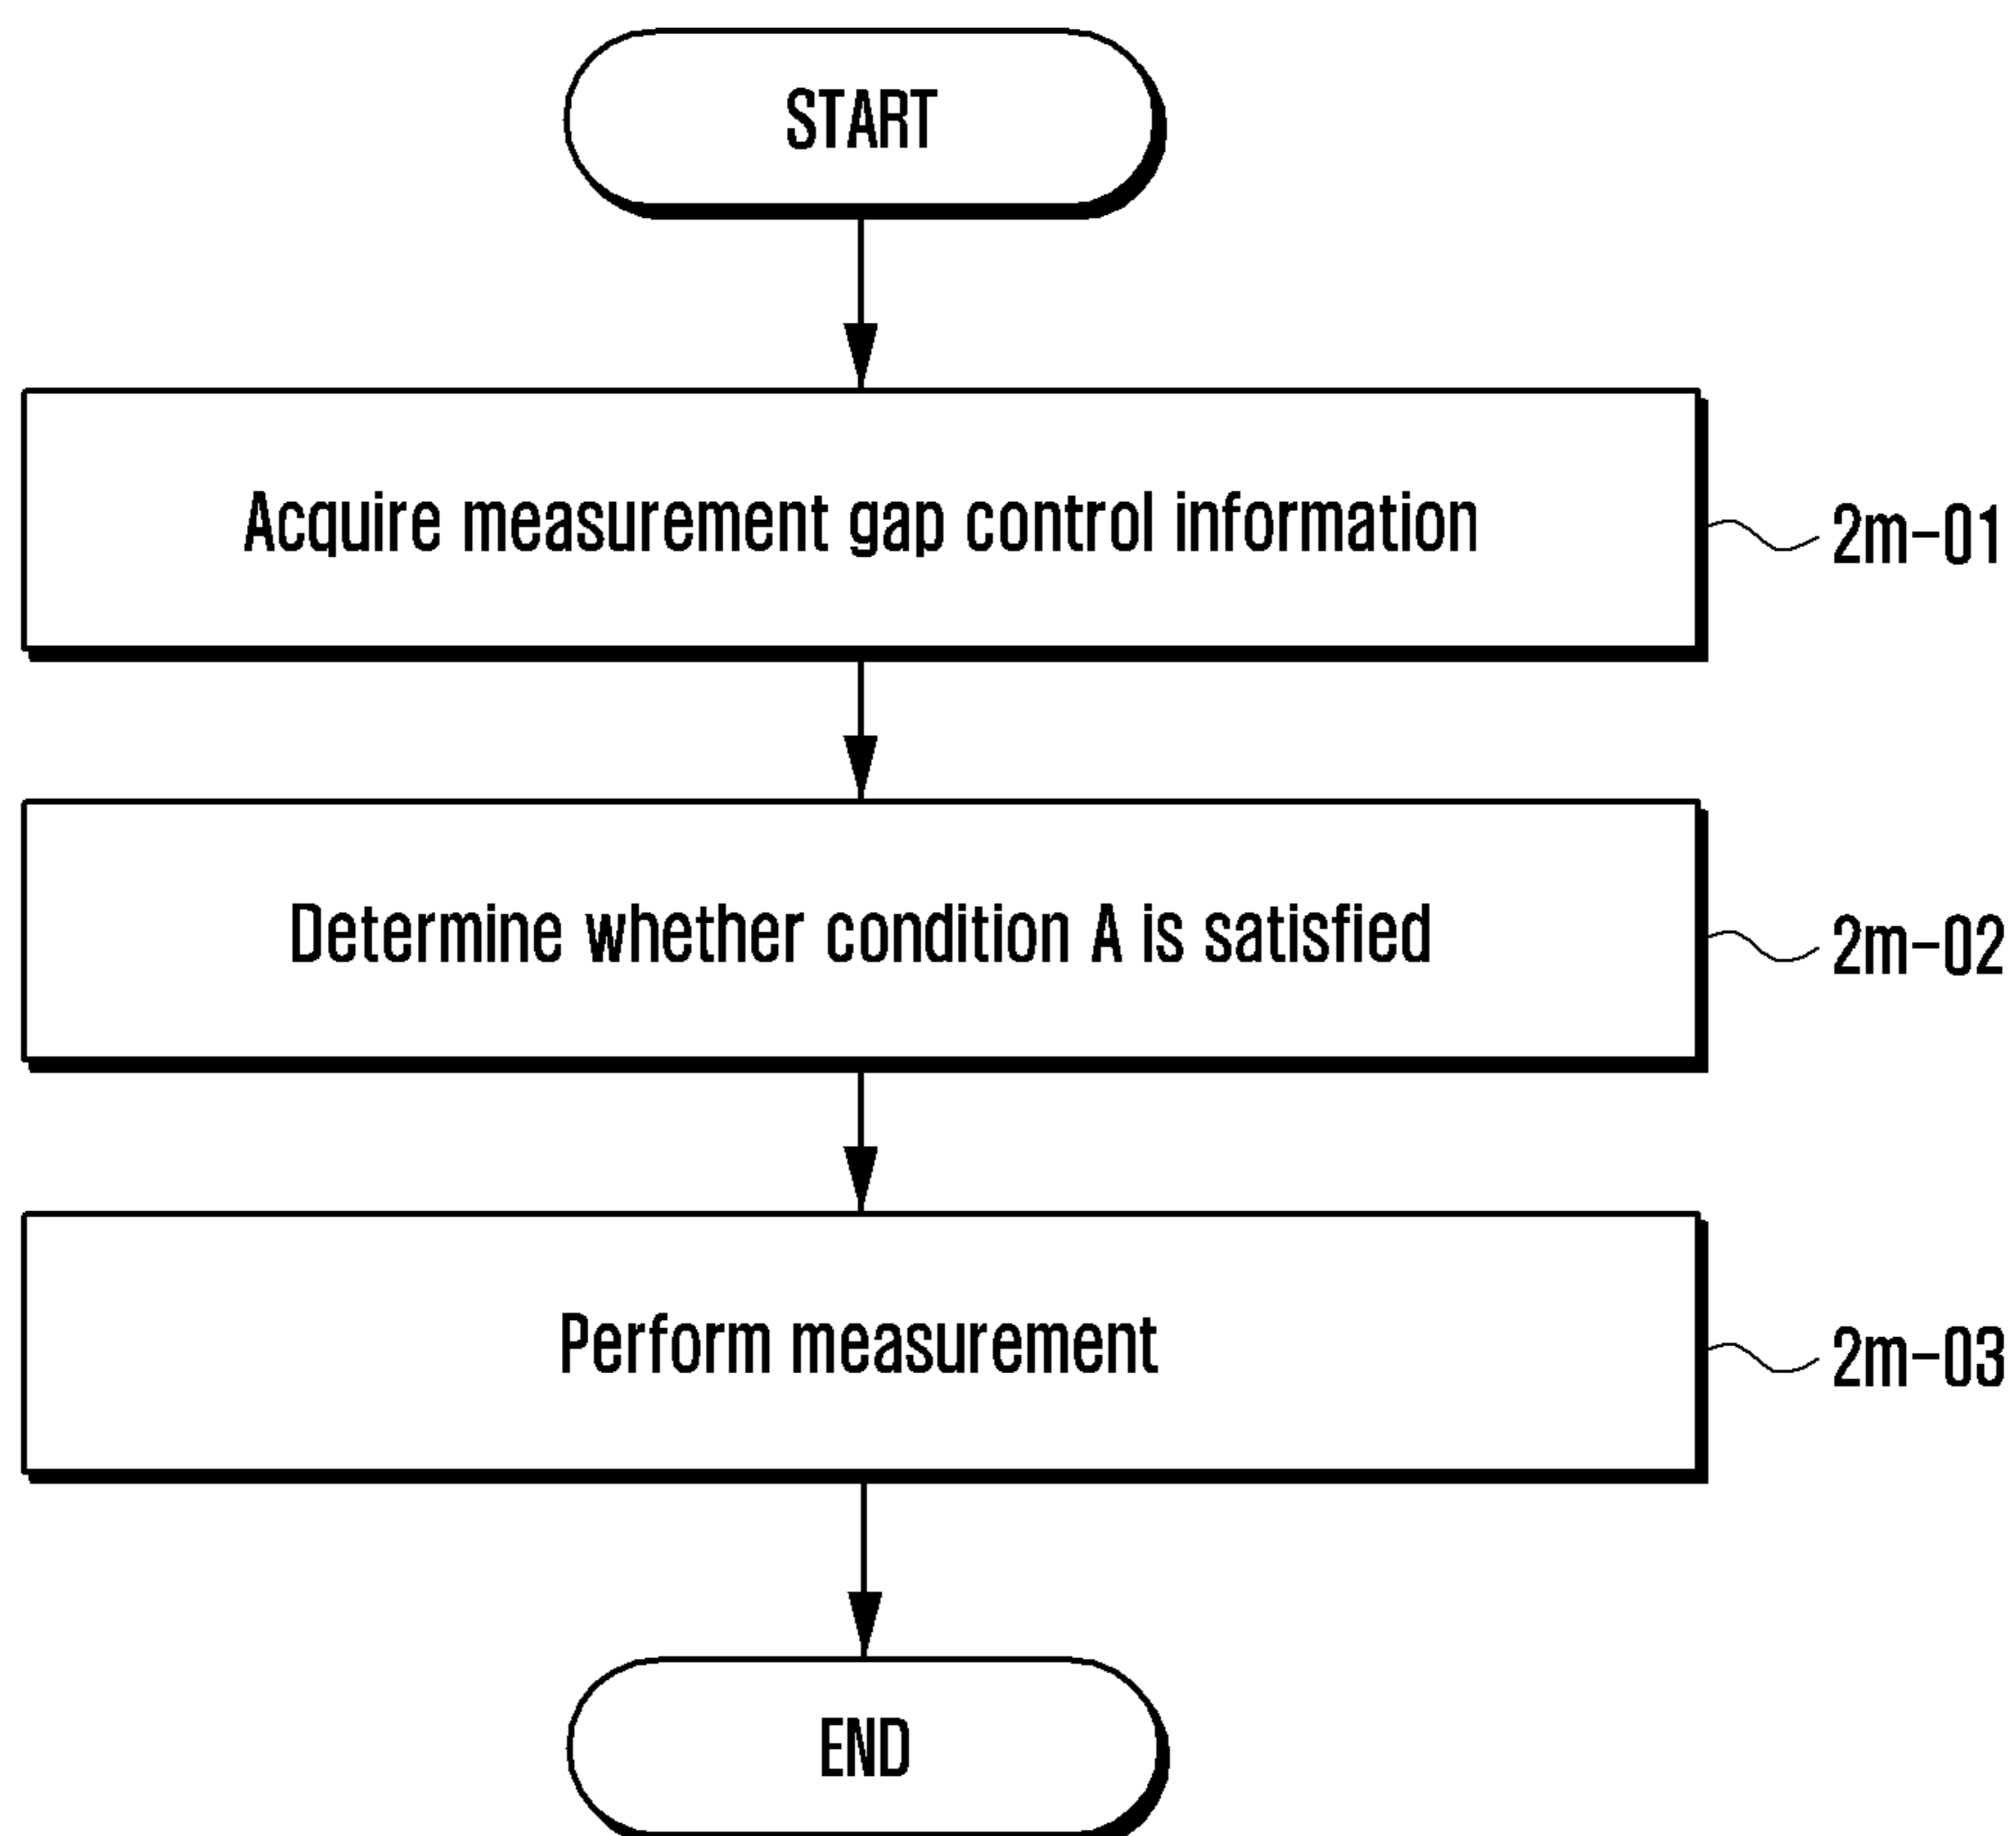 START
Acquire measurement gap control information
2m-01
Determine whether condition A is satisfied
2m-02
Perform measurement
2m-03
END